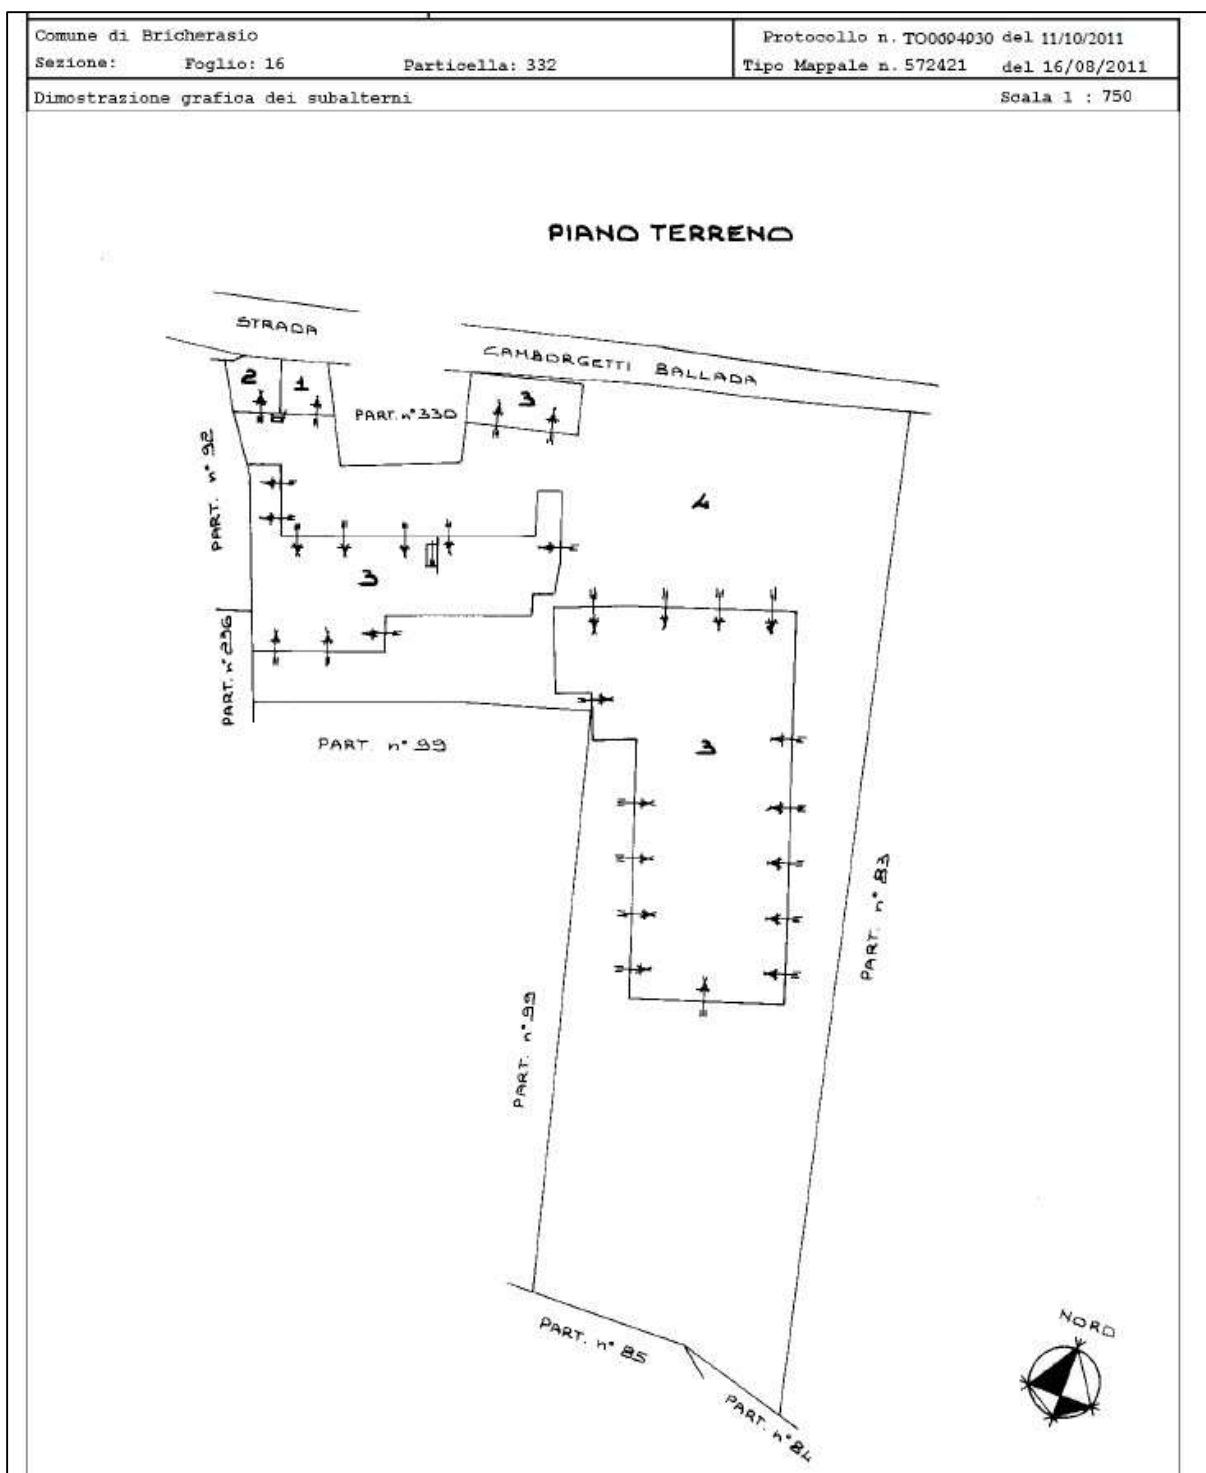 Comune di Bricherasio
Protocollo n. TO0694930 del 11/10/2011
Sezione: Foglio: 16 Particella: 332
Tipo Mappale n. 572421 del 16/08/2011
Dimostrazione grafica dei subalterni
Scala 1 : 750
PIANO TERRENO
STRADA
CAMBORGETTI BALLADA
2
1
3
PART. n° 330
PART. n° 92
4
3
PART. n° 296
PART. n° 99
3
PART. n° 83
PART. n° 99
PART. n° 85
PART. n° 84
NORD